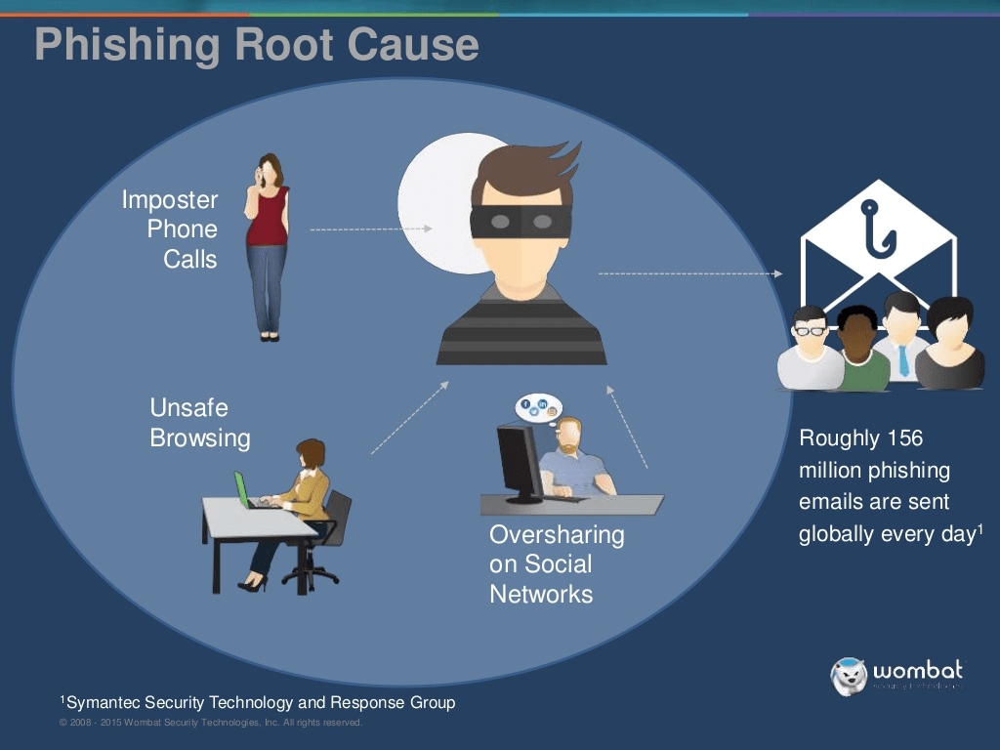 Phishing Root Cause
Imposter
Phone
Calls
Unsafe
Browsing
Oversharing
on Social
Networks
Roughly 156
million phishing
emails are sent
globally every day¹
wombat
security technologies
¹Symantec Security Technology and Response Group
© 2008 - 2015 Wombat Security Technologies, Inc. All rights reserved.